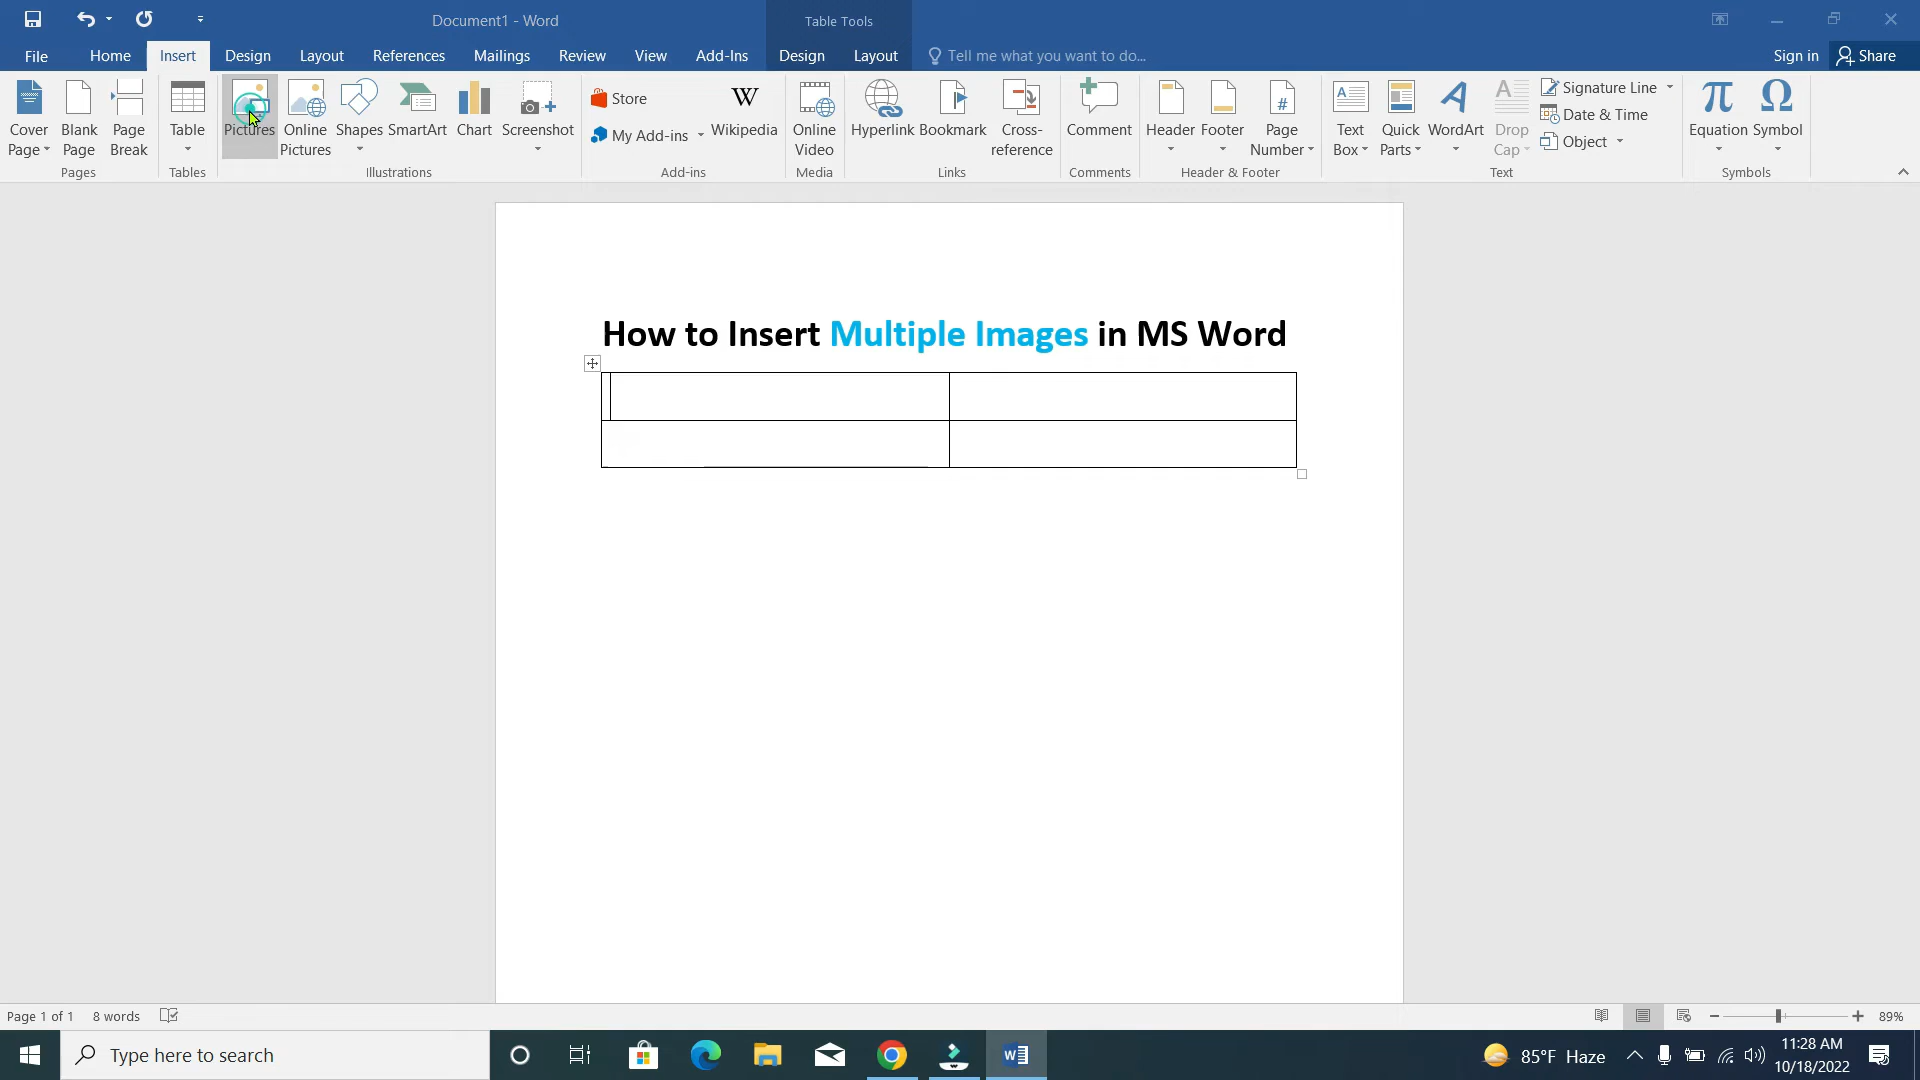 Document1 - Word
Table Tools
File Home Insert Design Layout References Mailings Review View Add-Ins Design Layout Tell me what you want to do... Sign in Share
Cover Page
Blank Page
Page Break
Pages
Table
Tables
Pictures
Online Pictures
Shapes
SmartArt
Chart
Screenshot
Illustrations
Store
My Add-ins
W
Wikipedia
Add-ins
Online Video
Media
Hyperlink
Bookmark
Cross-reference
Links
Comment
Comments
Header
Footer
#
Page Number
Header & Footer
A
Text Box
Quick Parts
A
WordArt
A
Drop Cap
Signature Line
Date & Time
Object
Text
π
Equation
Ω
Symbol
Symbols
How to Insert Multiple Images in MS Word
Page 1 of 1 8 words 89%
Type here to search
85°F Haze
11:28 AM
10/18/2022